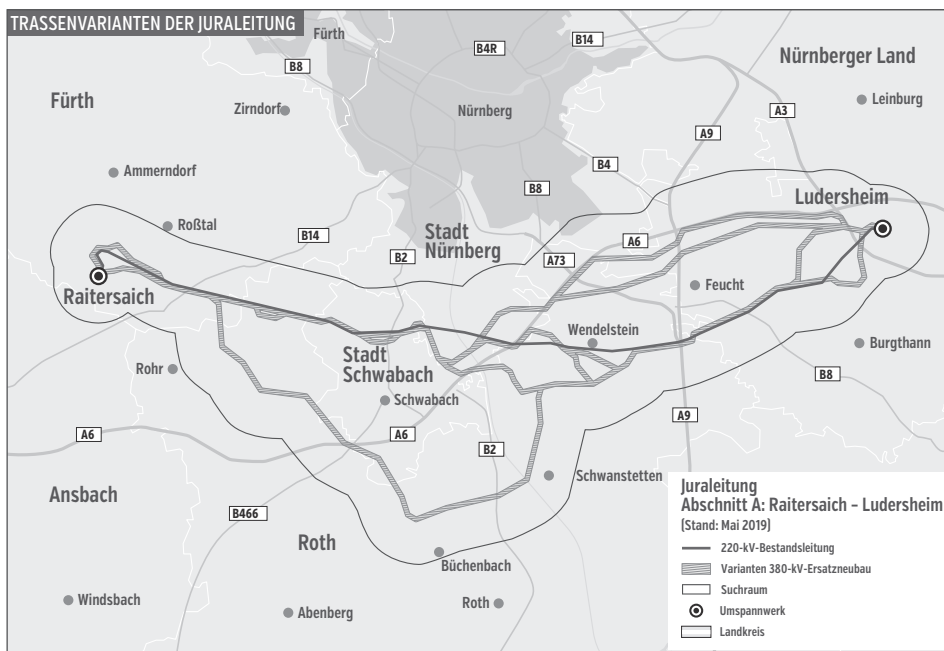 TRASSENVARIANTEN DER JURALEITUNG
Fürth
B4R
B14
B8
Nürnberger Land
Fürth
Zirndorf
Nürnberg
A3
Leinburg
A9
B4
Ammerndorf
B8
Ludersheim
Roßtal
Stadt
Nürnberg
B14
A6
B2
A73
Raitersaich
Feucht
Wendelstein
Burgthann
Stadt
Schwabach
Rohr
B8
Schwabach
A9
A6
A6
B2
Schwanstetten
Ansbach
B466
Roth
Büchenbach
Windsbach
Abenberg
Roth
Juraleitung
Abschnitt A: Raitersaich – Ludersheim
(Stand: Mai 2019)
220-kV-Bestandsleitung
Varianten 380-kV-Ersatzneubau
Suchraum
Umspannwerk
Landkreis